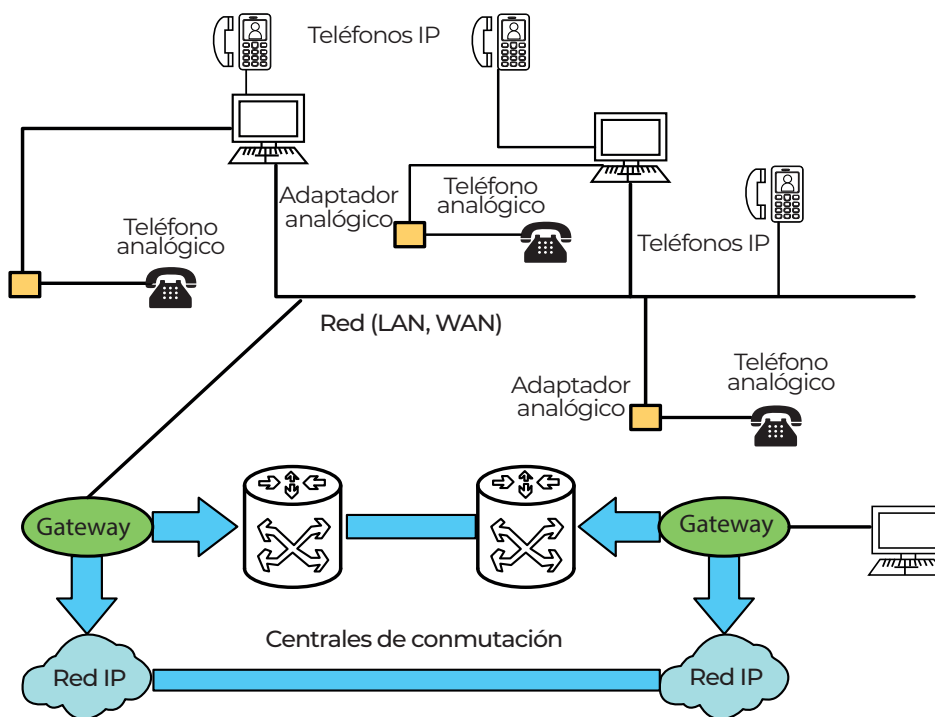 Teléfonos IP
Adaptador
analógico
Teléfono
analógico
Teléfono
analógico
Teléfonos IP
Red (LAN, WAN)
Adaptador
analógico
Teléfono
analógico
Gateway
Gateway
Centrales de conmutación
Red IP
Red IP